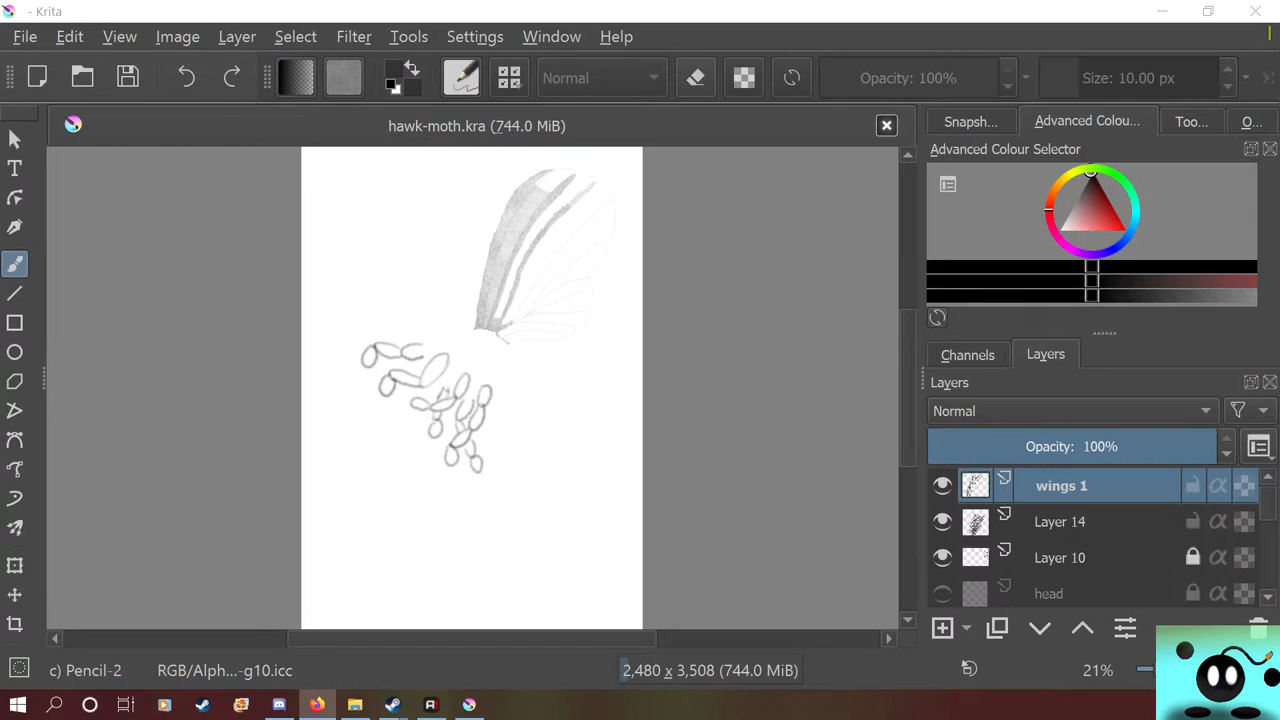 - Krita
File Edit View Image Layer Select Filter Tools Settings Window Help
Normal Opacity: 100% Size: 10.00 px
hawk-moth.kra (744.0 MiB)
Snapsh... Advanced Colou... Too... O...
Advanced Colour Selector
Channels Layers
Layers
Normal
Opacity: 100%
wings 1
Layer 14
Layer 10
head
c) Pencil-2 RGB/Alph...-g10.icc 2,480 x 3,508 (744.0 MiB) 21%